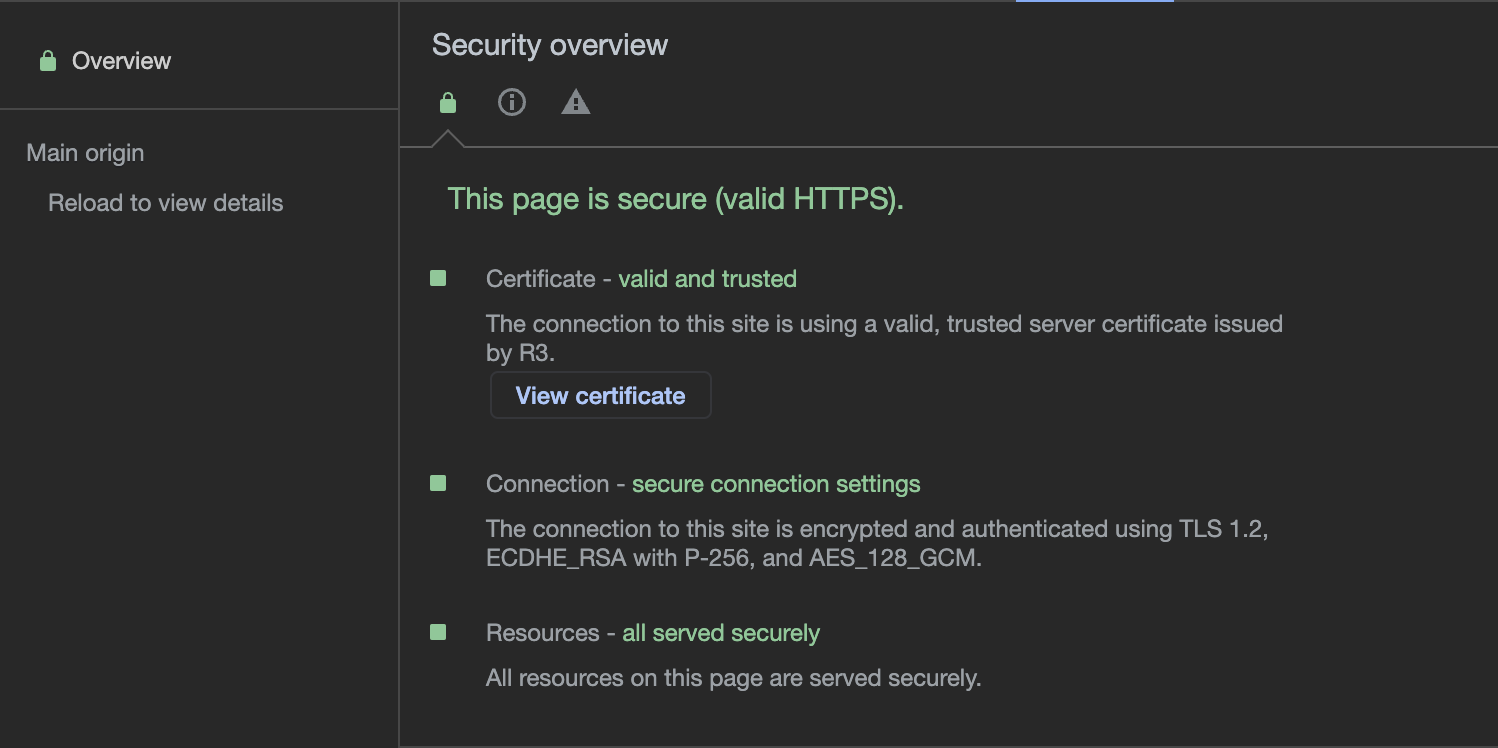 Overview
Main origin
Reload to view details
Security overview
This page is secure (valid HTTPS).
Certificate - valid and trusted
The connection to this site is using a valid, trusted server certificate issued
by R3.
View certificate
Connection - secure connection settings
The connection to this site is encrypted and authenticated using TLS 1.2,
ECDHE_RSA with P-256, and AES_128_GCM.
Resources - all served securely
All resources on this page are served securely.